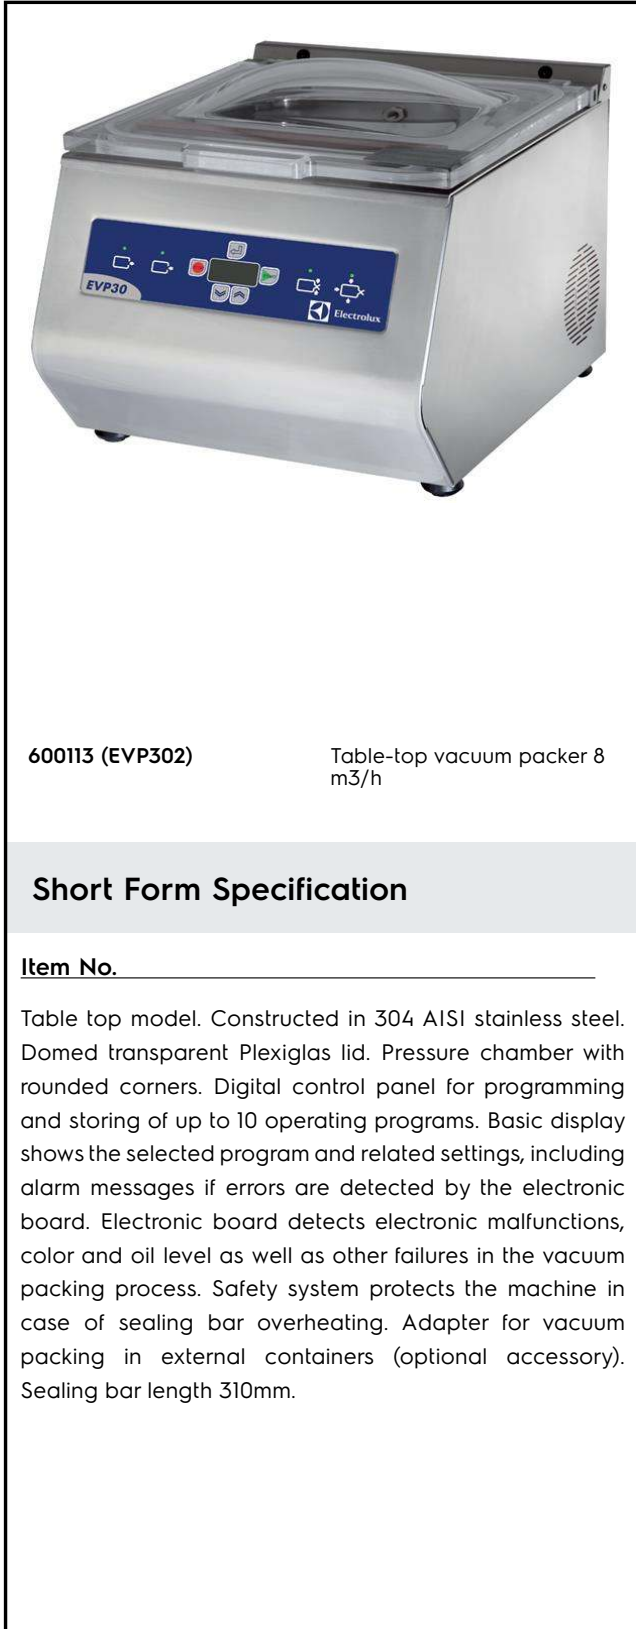 EVP30
Electrolux
600113 (EVP302)
Table-top vacuum packer 8
m3/h
Short Form Specification
Item No.
Table top model. Constructed in 304 AISI stainless steel.
Domed transparent Plexiglas lid. Pressure chamber with
rounded corners. Digital control panel for programming
and storing of up to 10 operating programs. Basic display
shows the selected program and related settings, including
alarm messages if errors are detected by the electronic
board. Electronic board detects electronic malfunctions,
color and oil level as well as other failures in the vacuum
packing process. Safety system protects the machine in
case of sealing bar overheating. Adapter for vacuum
packing in external containers (optional accessory).
Sealing bar length 310mm.